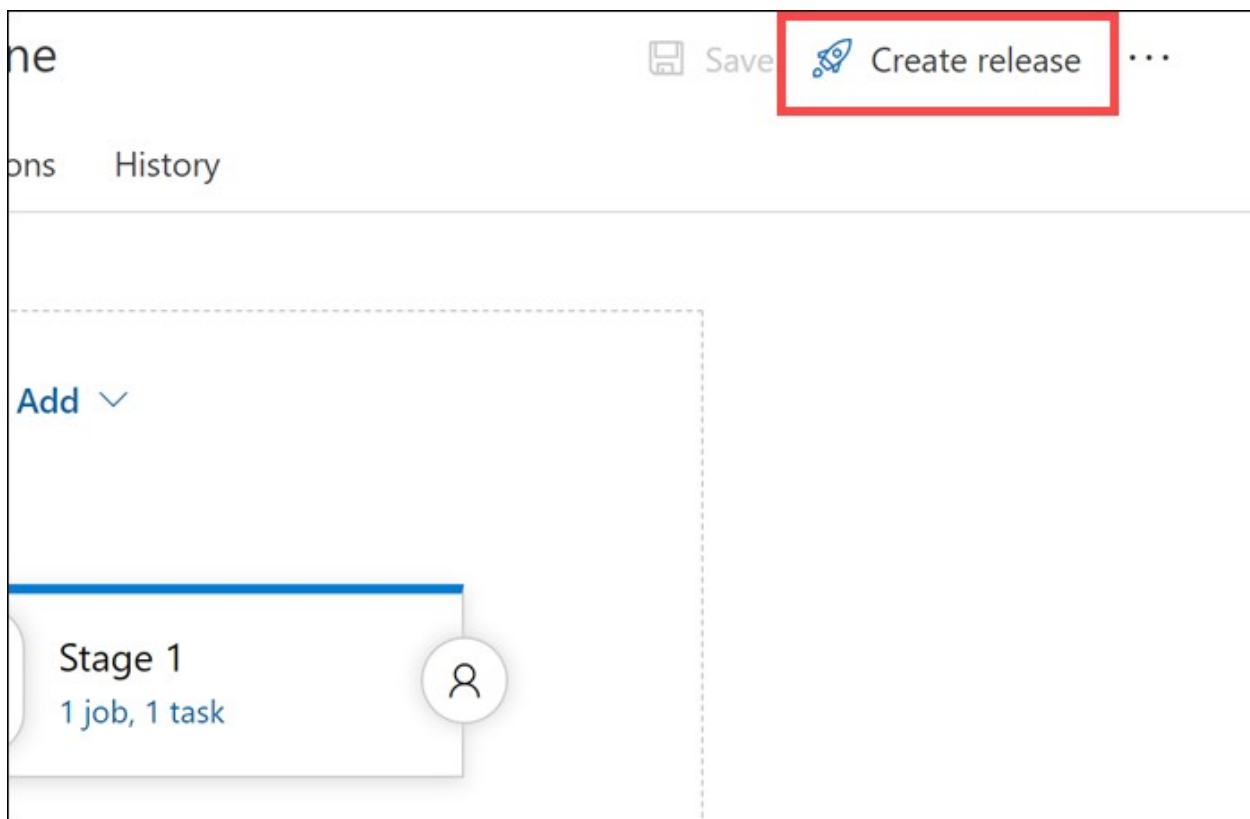 ne
Save Create release ...
ons History
Add
Stage 1
1 job, 1 task